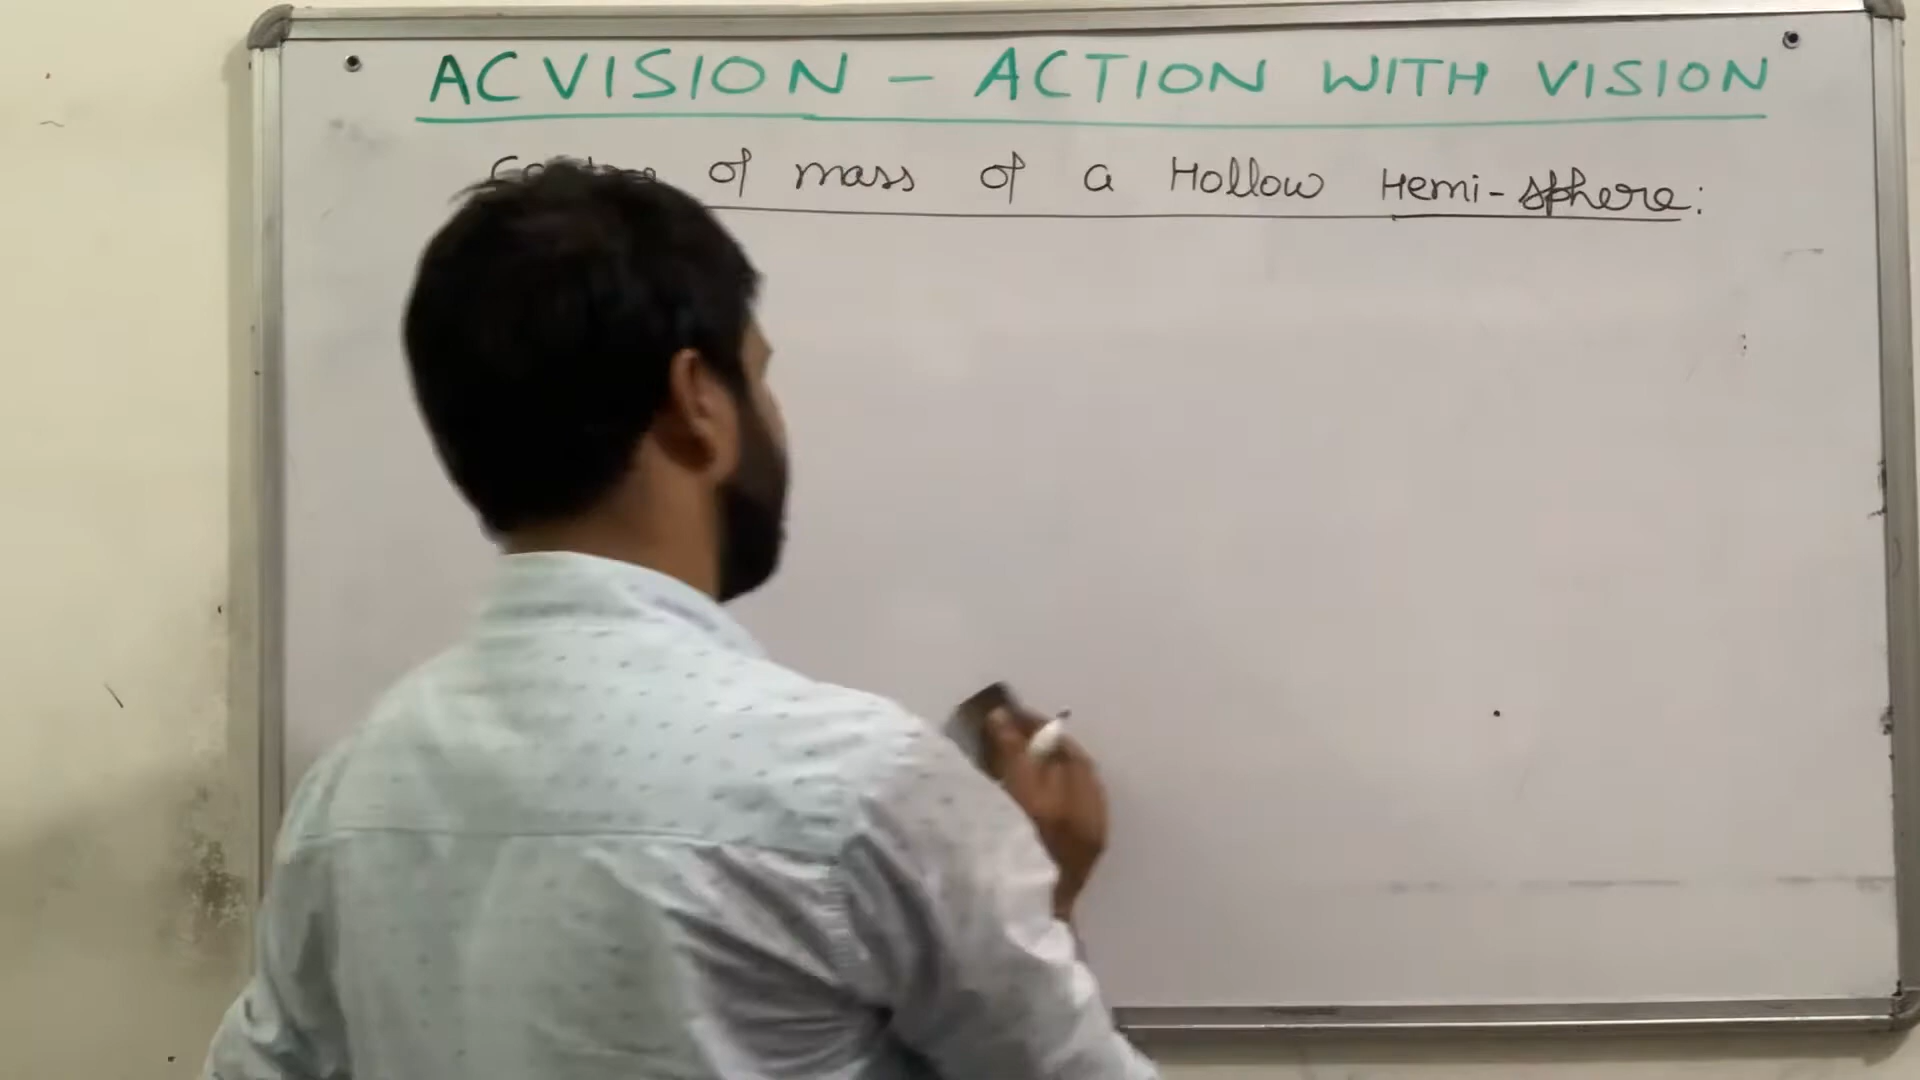 ACVISION - ACTION WITH VISION
of mass of a Hollow Hemi-sphere: